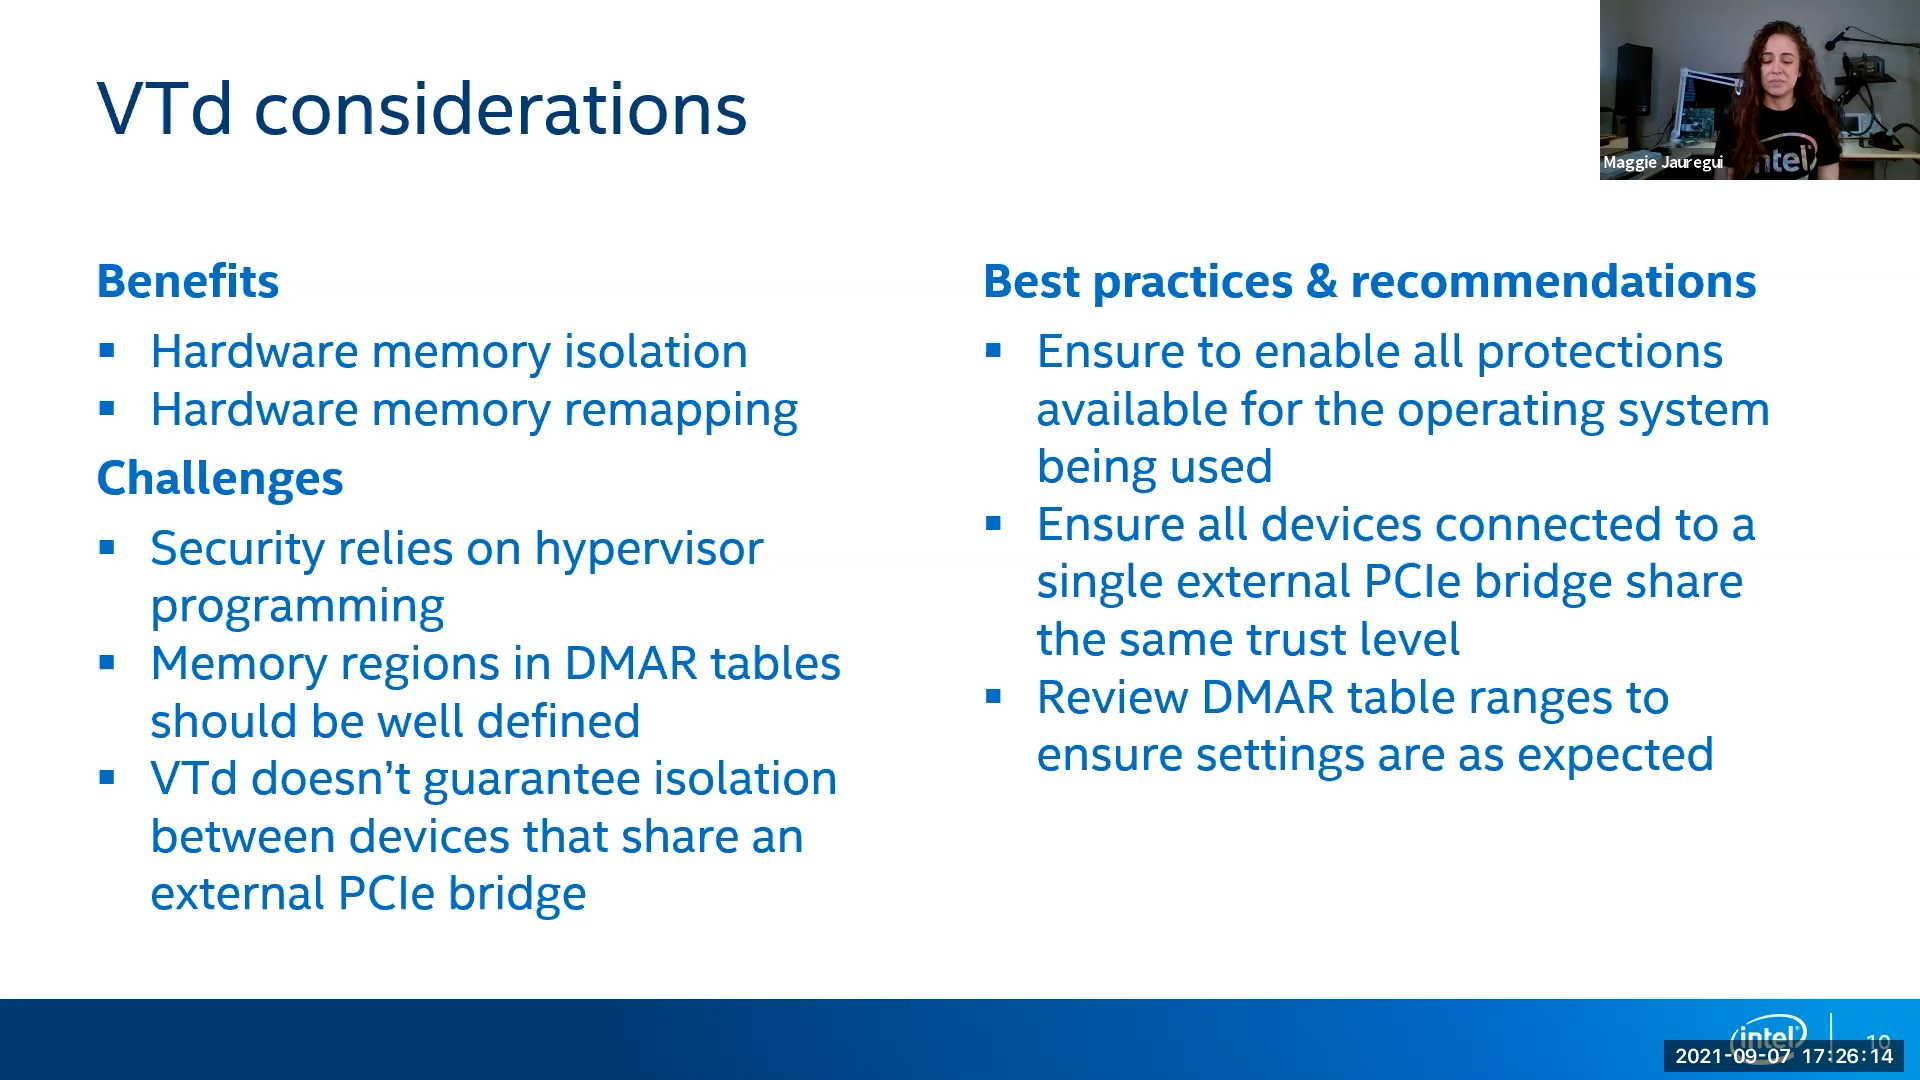 VTd considerations
Maggie Jauregui
intel
Benefits
▪ Hardware memory isolation
▪ Hardware memory remapping
Challenges
▪ Security relies on hypervisor
programming
▪ Memory regions in DMAR tables
should be well defined
▪ VTd doesn’t guarantee isolation
between devices that share an
external PCIe bridge
Best practices & recommendations
▪ Ensure to enable all protections
available for the operating system
being used
▪ Ensure all devices connected to a
single external PCIe bridge share
the same trust level
▪ Review DMAR table ranges to
ensure settings are as expected
intel
10
2021-09-07 17:26:14